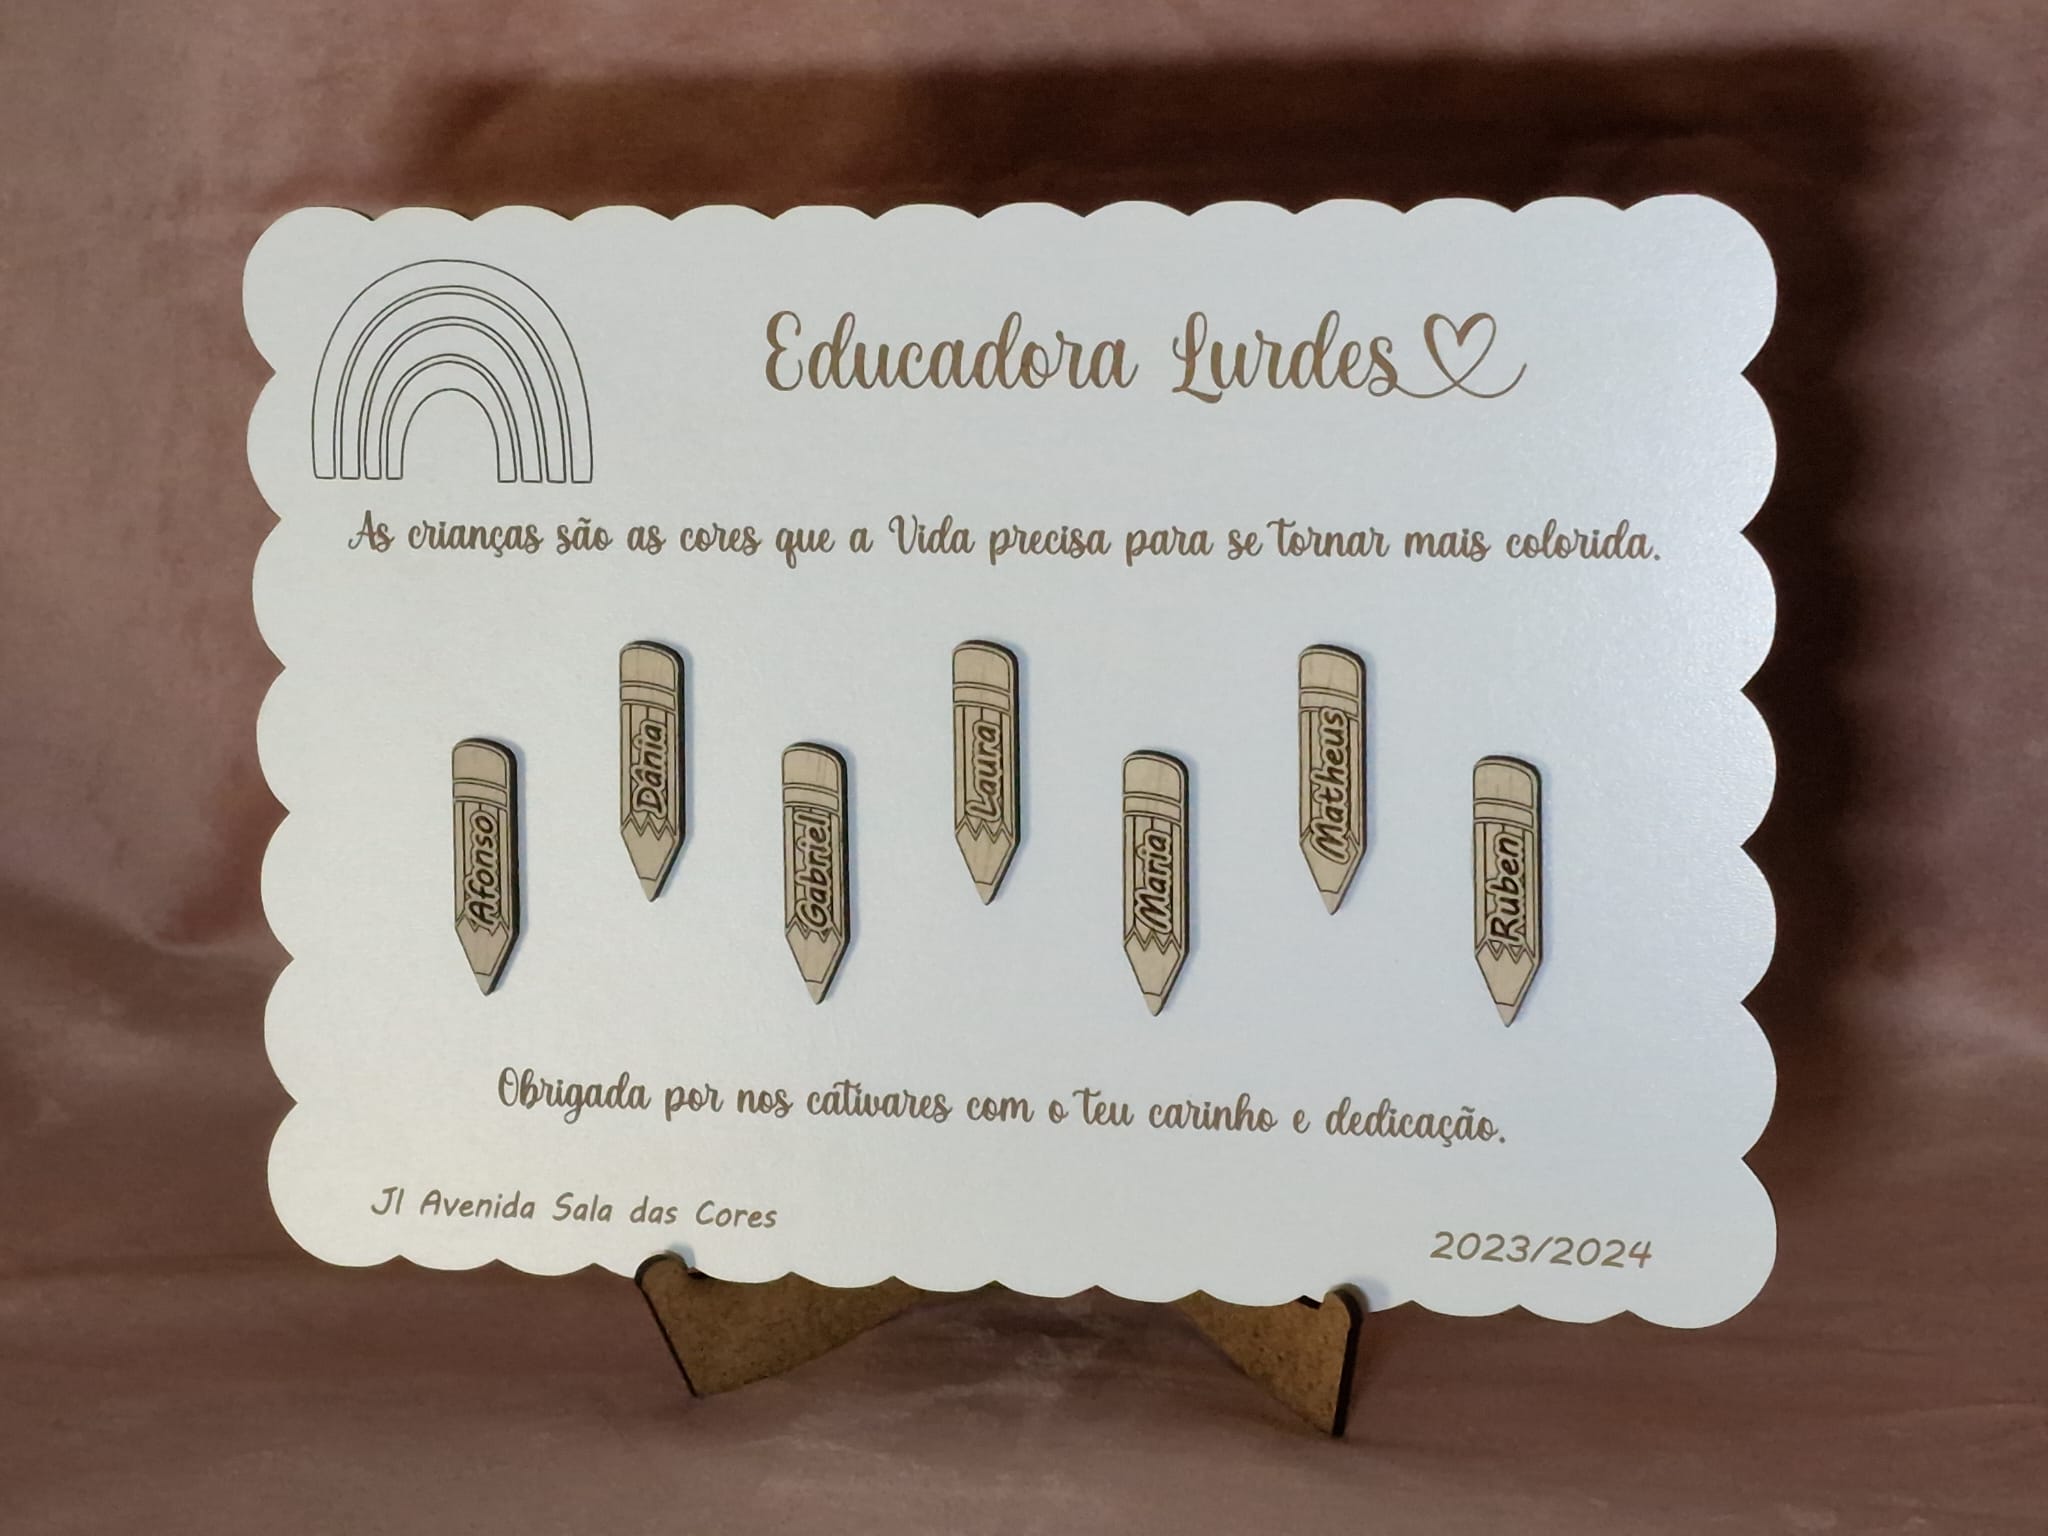 Educadora Lurdes
As crianças são as cores que a Vida precisa para se tornar mais colorida.
Afonso
Dânia
Gabriel
Laura
Maria
Matheus
Ruben
Obrigada por nos cativares com o teu carinho e dedicação.
JI Avenida Sala das Cores
2023/2024